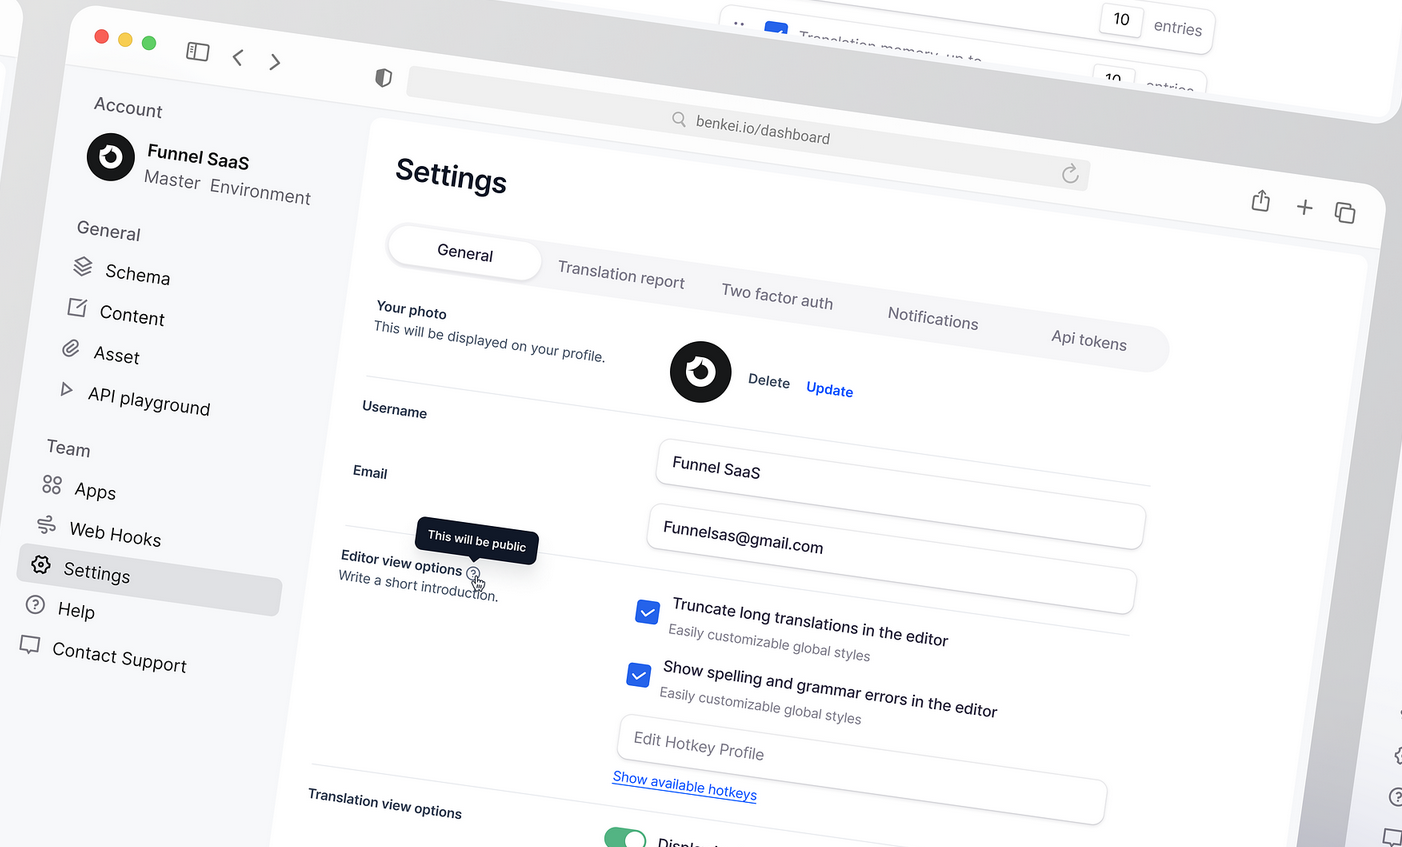 10 entries
Translation memory, up to
10 entries
benkei.io/dashboard
Account
Funnel SaaS
Master Environment
General
Schema
Content
Asset
API playground
Team
Apps
Web Hooks
Settings
Help
Contact Support
Settings
General
Translation report
Two factor auth
Notifications
Api tokens
Your photo
This will be displayed on your profile.
Delete
Update
Username
Funnel SaaS
Email
Funnelsas@gmail.com
This will be public
Editor view options
Write a short introduction.
Truncate long translations in the editor
Easily customizable global styles
Show spelling and grammar errors in the editor
Easily customizable global styles
Edit Hotkey Profile
Show available hotkeys
Translation view options